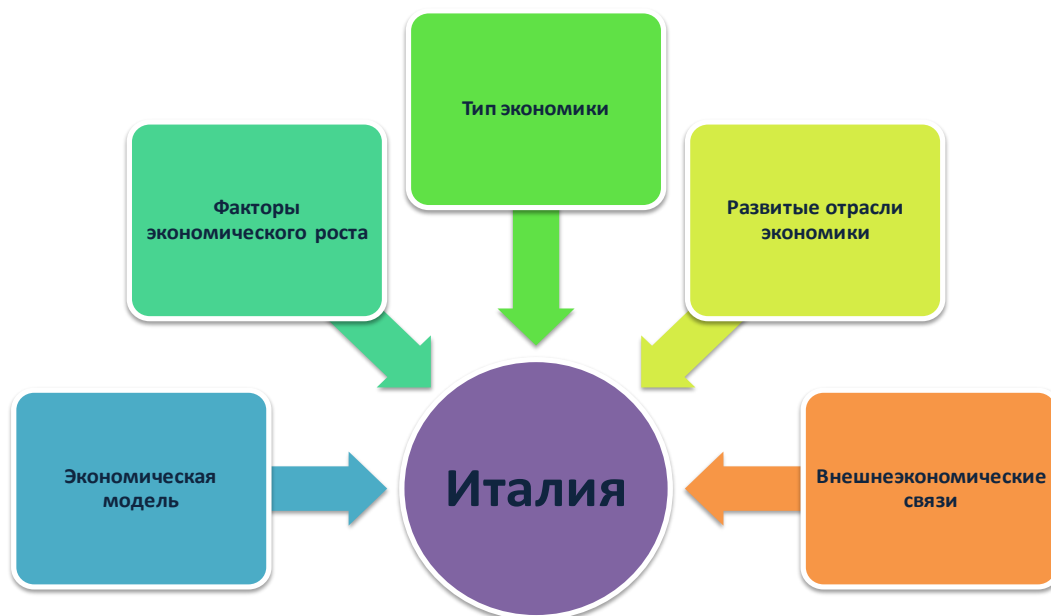 Тип экономики
Факторы
экономического роста
Развитые отрасли
экономики
Экономическая
модель
Италия
Внешнеэкономические
связи